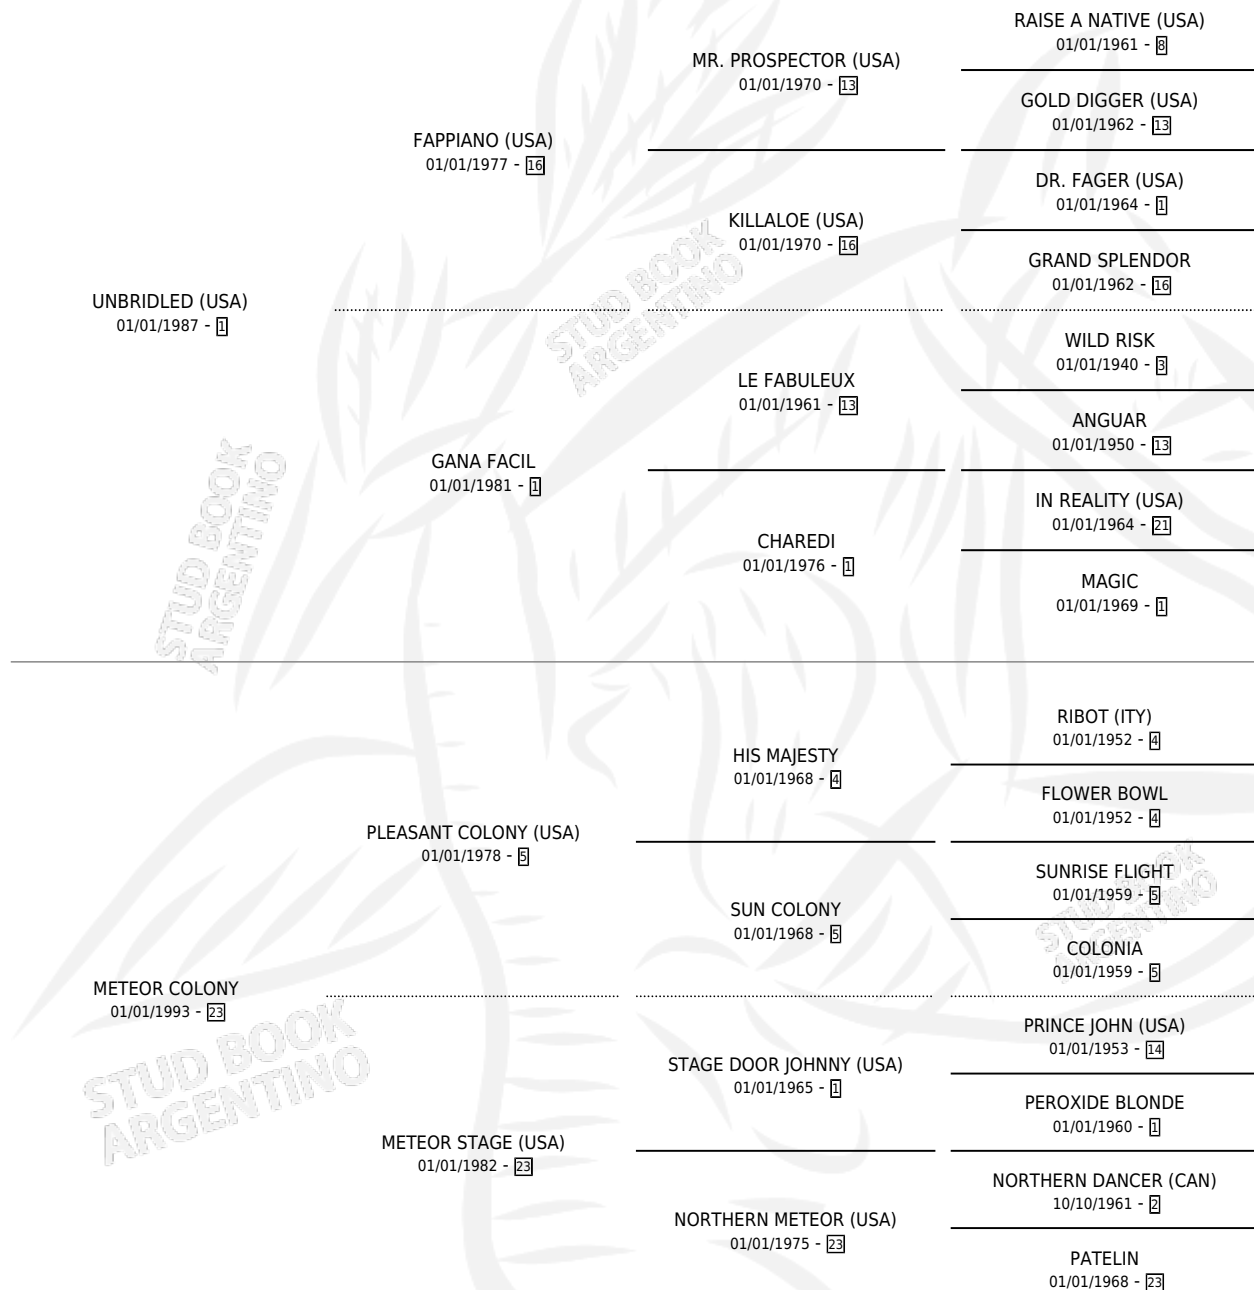 RAISE A NATIVE (USA)
01/01/1961 - 8
MR. PROSPECTOR (USA)
01/01/1970 - 13
GOLD DIGGER (USA)
01/01/1962 - 13
FAPPIANO (USA)
01/01/1977 - 16
DR. FAGER (USA)
01/01/1964 - 1
KILLALOE (USA)
01/01/1970 - 16
GRAND SPLENDOR
01/01/1962 - 16
UNBRIDLED (USA)
01/01/1987 - 1
WILD RISK
01/01/1940 - 3
LE FABULEUX
01/01/1961 - 13
ANGUAR
01/01/1950 - 13
GANA FACIL
01/01/1981 - 1
IN REALITY (USA)
01/01/1964 - 21
CHAREDI
01/01/1976 - 1
MAGIC
01/01/1969 - 1
RIBOT (ITY)
01/01/1952 - 4
HIS MAJESTY
01/01/1968 - 4
FLOWER BOWL
01/01/1952 - 4
PLEASANT COLONY (USA)
01/01/1978 - 5
SUNRISE FLIGHT
01/01/1959 - 5
SUN COLONY
01/01/1968 - 5
COLONIA
01/01/1959 - 5
METEOR COLONY
01/01/1993 - 23
PRINCE JOHN (USA)
01/01/1953 - 14
STAGE DOOR JOHNNY (USA)
01/01/1965 - 1
PEROXIDE BLONDE
01/01/1960 - 1
METEOR STAGE (USA)
01/01/1982 - 23
NORTHERN DANCER (CAN)
10/10/1961 - 2
NORTHERN METEOR (USA)
01/01/1975 - 23
PATELIN
01/01/1968 - 23
STUD BOOK
ARGENTINO
STUD BOOK
ARGENTINO
STUD BOOK
ARGENTINO
STUD BOOK
ARGENTINO